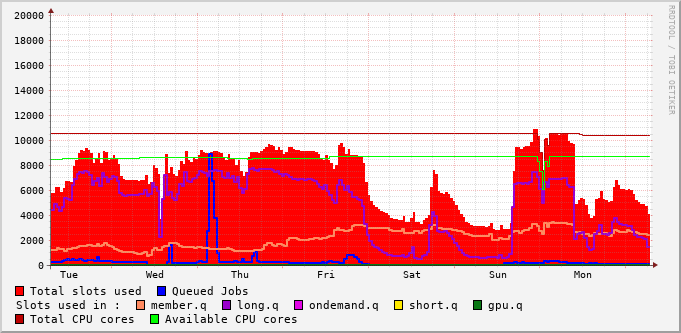 20000
18000
16000
14000
12000
10000
8000
6000
4000
2000
0
Tue Wed Thu Fri Sat Sun Mon
Total slots used Queued Jobs
Slots used in : member.q long.q ondemand.q short.q gpu.q
Total CPU cores Available CPU cores
RRDTOOL / TOBI OETIKER